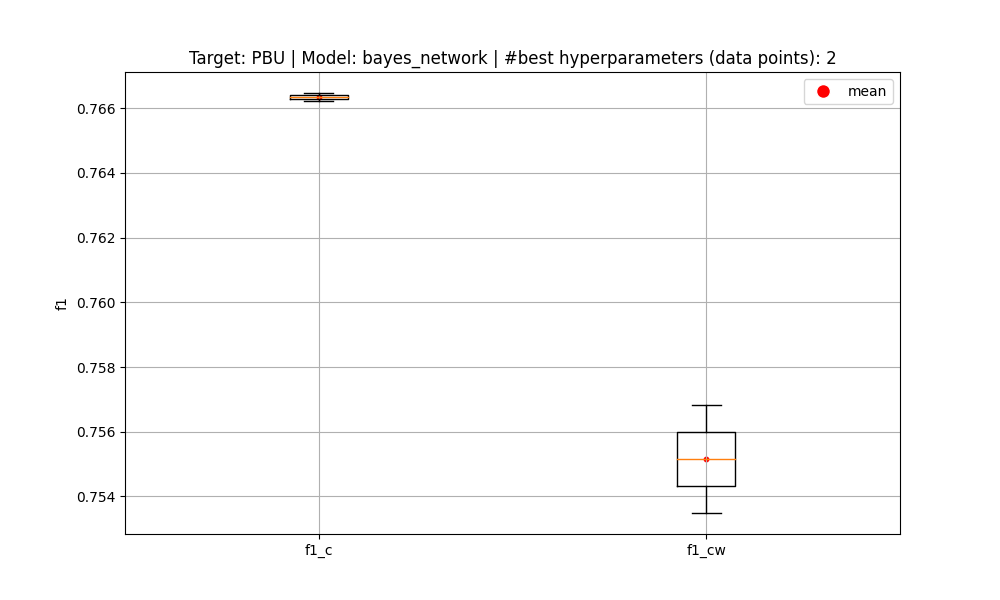 Target: PBU | Model: bayes_network | #best hyperparameters (data points): 2
mean
0.766
0.764
0.762
0.760
0.758
0.756
0.754
f1
f1_c
f1_cw